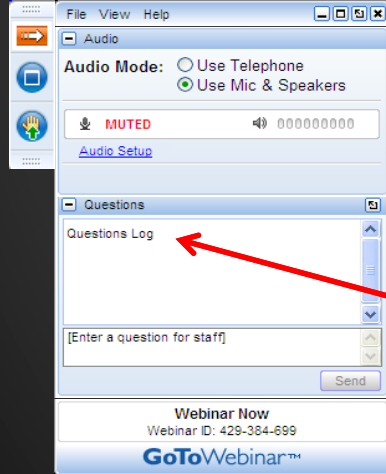 File View Help
Audio
Audio Mode: Use Telephone
Use Mic & Speakers
MUTED 000000000
Audio Setup
Questions
Questions Log
[Enter a question for staff]
Send
Webinar Now
Webinar ID: 429-384-699
GoToWebinar™